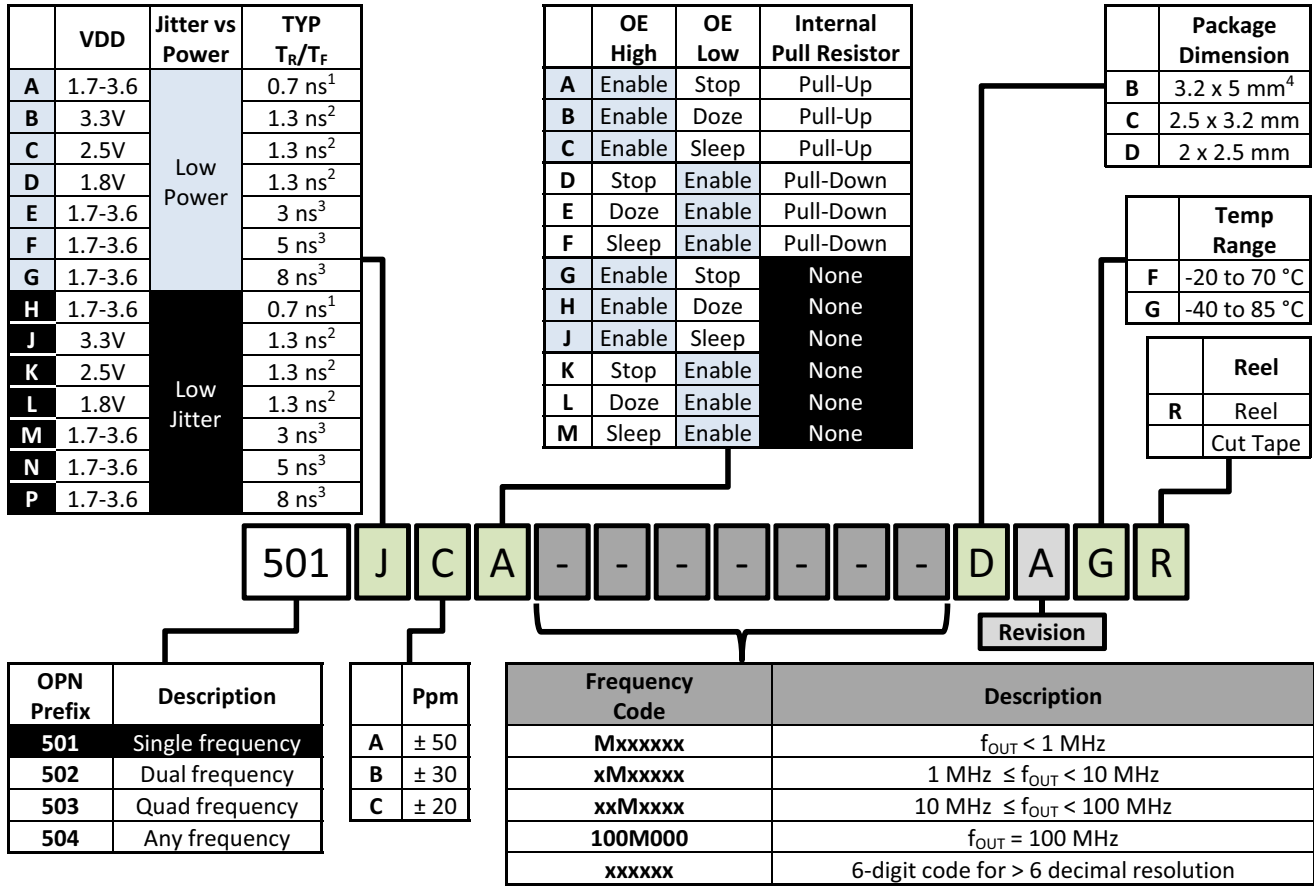 VDD Jitter vs Power TYP TR/TF
A 1.7-3.6 0.7 ns1
B 3.3V 1.3 ns2
C 2.5V 1.3 ns2
D 1.8V 1.3 ns2
E 1.7-3.6 3 ns3
F 1.7-3.6 5 ns3
G 1.7-3.6 8 ns3
Low Power
H 1.7-3.6 0.7 ns1
J 3.3V 1.3 ns2
K 2.5V 1.3 ns2
L 1.8V 1.3 ns2
M 1.7-3.6 3 ns3
N 1.7-3.6 5 ns3
P 1.7-3.6 8 ns3
Low Jitter
OE High OE Low Internal Pull Resistor
A Enable Stop Pull-Up
B Enable Doze Pull-Up
C Enable Sleep Pull-Up
D Stop Enable Pull-Down
E Doze Enable Pull-Down
F Sleep Enable Pull-Down
G Enable Stop None
H Enable Doze None
J Enable Sleep None
K Stop Enable None
L Doze Enable None
M Sleep Enable None
Package Dimension
B 3.2 x 5 mm4
C 2.5 x 3.2 mm
D 2 x 2.5 mm
Temp Range
F -20 to 70 °C
G -40 to 85 °C
Reel
R Reel
Cut Tape
501 J C A - - - - - - - D A G R
Revision
OPN Prefix Description
501 Single frequency
502 Dual frequency
503 Quad frequency
504 Any frequency
Ppm
A ± 50
B ± 30
C ± 20
Frequency Code Description
Mxxxxxx fOUT < 1 MHz
xMxxxxx 1 MHz ≤ fOUT < 10 MHz
xxMxxxx 10 MHz ≤ fOUT < 100 MHz
100M000 fOUT = 100 MHz
xxxxxx 6-digit code for > 6 decimal resolution